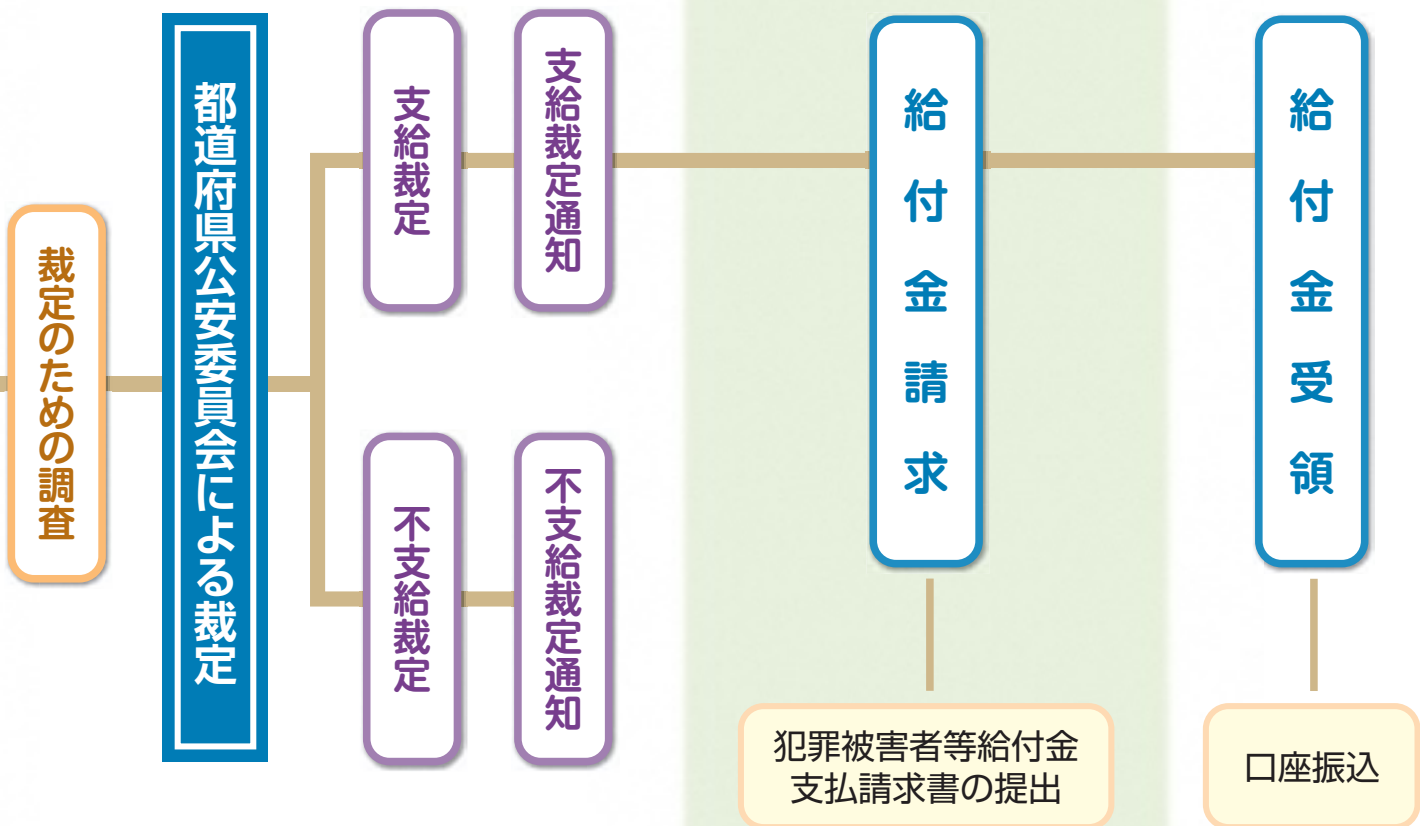 裁定のための調査
都道府県公安委員会による裁定
支給裁定
支給裁定通知
不支給裁定
不支給裁定通知
給付金請求
犯罪被害者等給付金
支払請求書の提出
給付金受領
口座振込